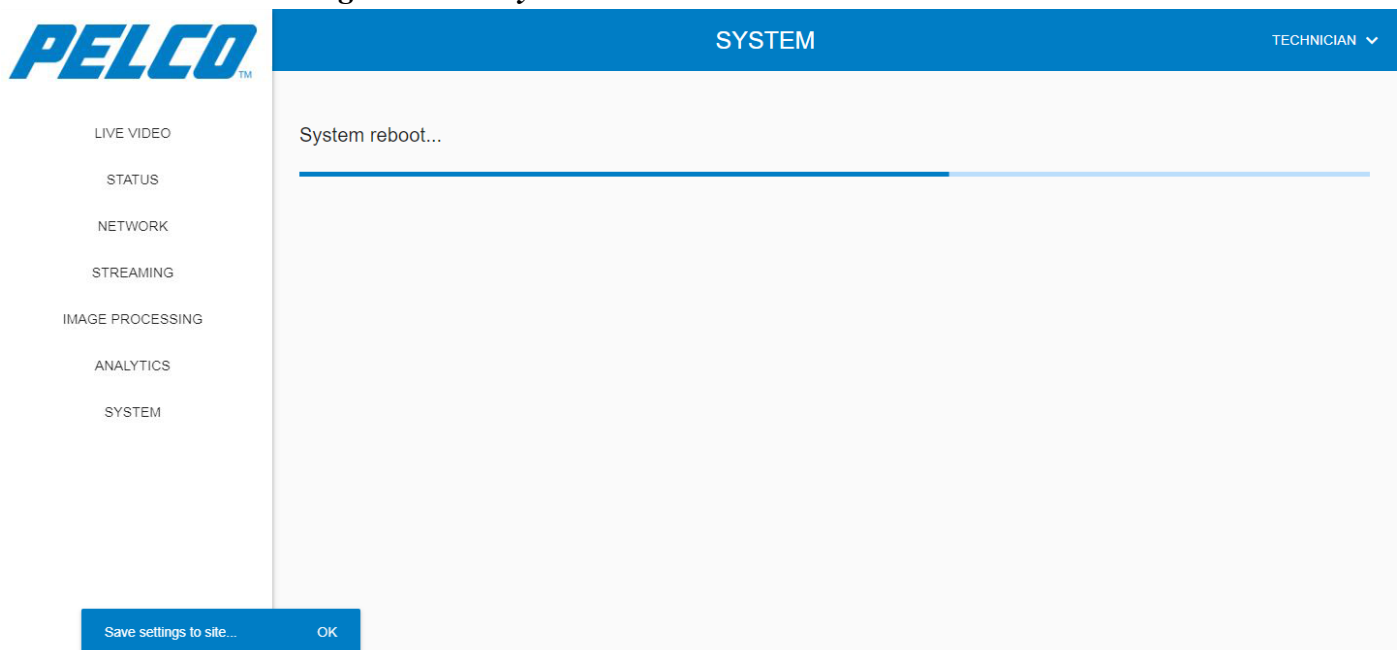 PELCO
TM
SYSTEM
TECHNICIAN
LIVE VIDEO
STATUS
NETWORK
STREAMING
IMAGE PROCESSING
ANALYTICS
SYSTEM
System reboot...
Save settings to site...
OK